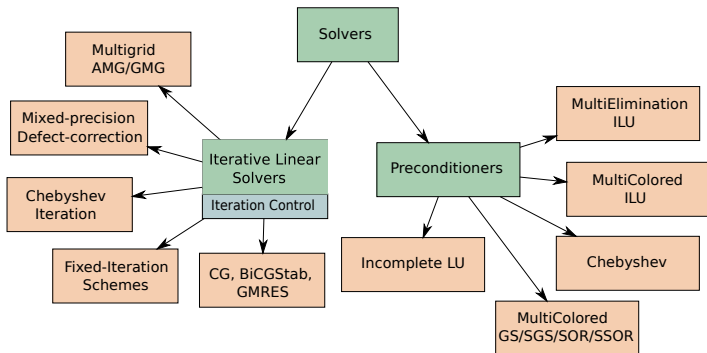 Solvers
Multigrid
AMG/GMG
Mixed-precision
Defect-correction
Chebyshev
Iteration
Fixed-Iteration
Schemes
Iterative Linear
Solvers
Iteration Control
CG, BiCGStab,
GMRES
Preconditioners
Incomplete LU
MultiElimination
ILU
MultiColored
ILU
Chebyshev
MultiColored
GS/SGS/SOR/SSOR